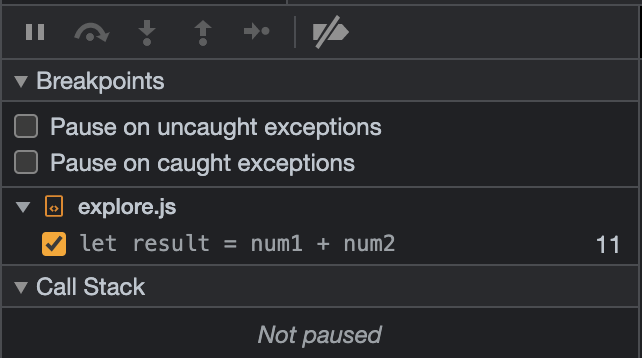 Breakpoints
Pause on uncaught exceptions
Pause on caught exceptions
explore.js
let result = num1 + num2 11
Call Stack
Not paused